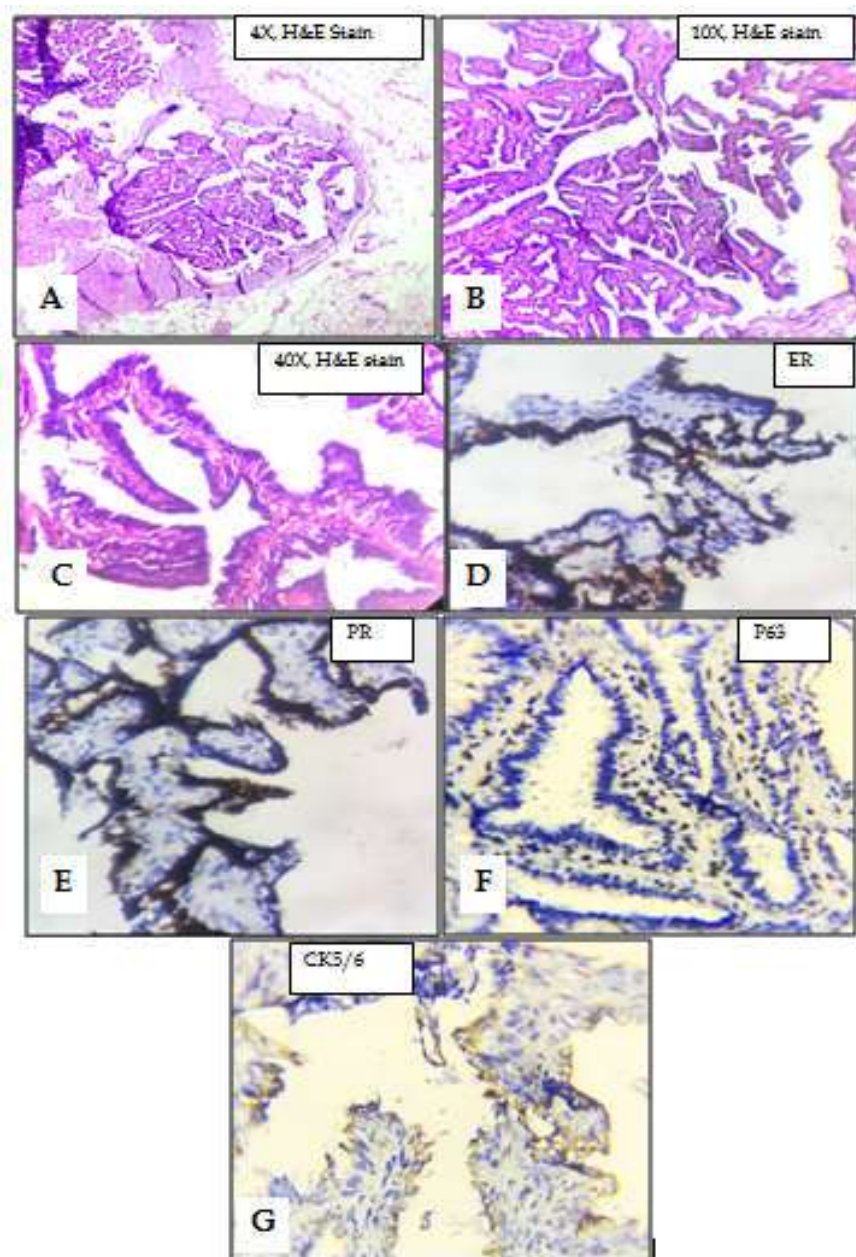 4X, H&E Stain
10X, H&E stain
A
B
40X, H&E stain
ER
C
D
PR
P63
E
F
CK5/6
G